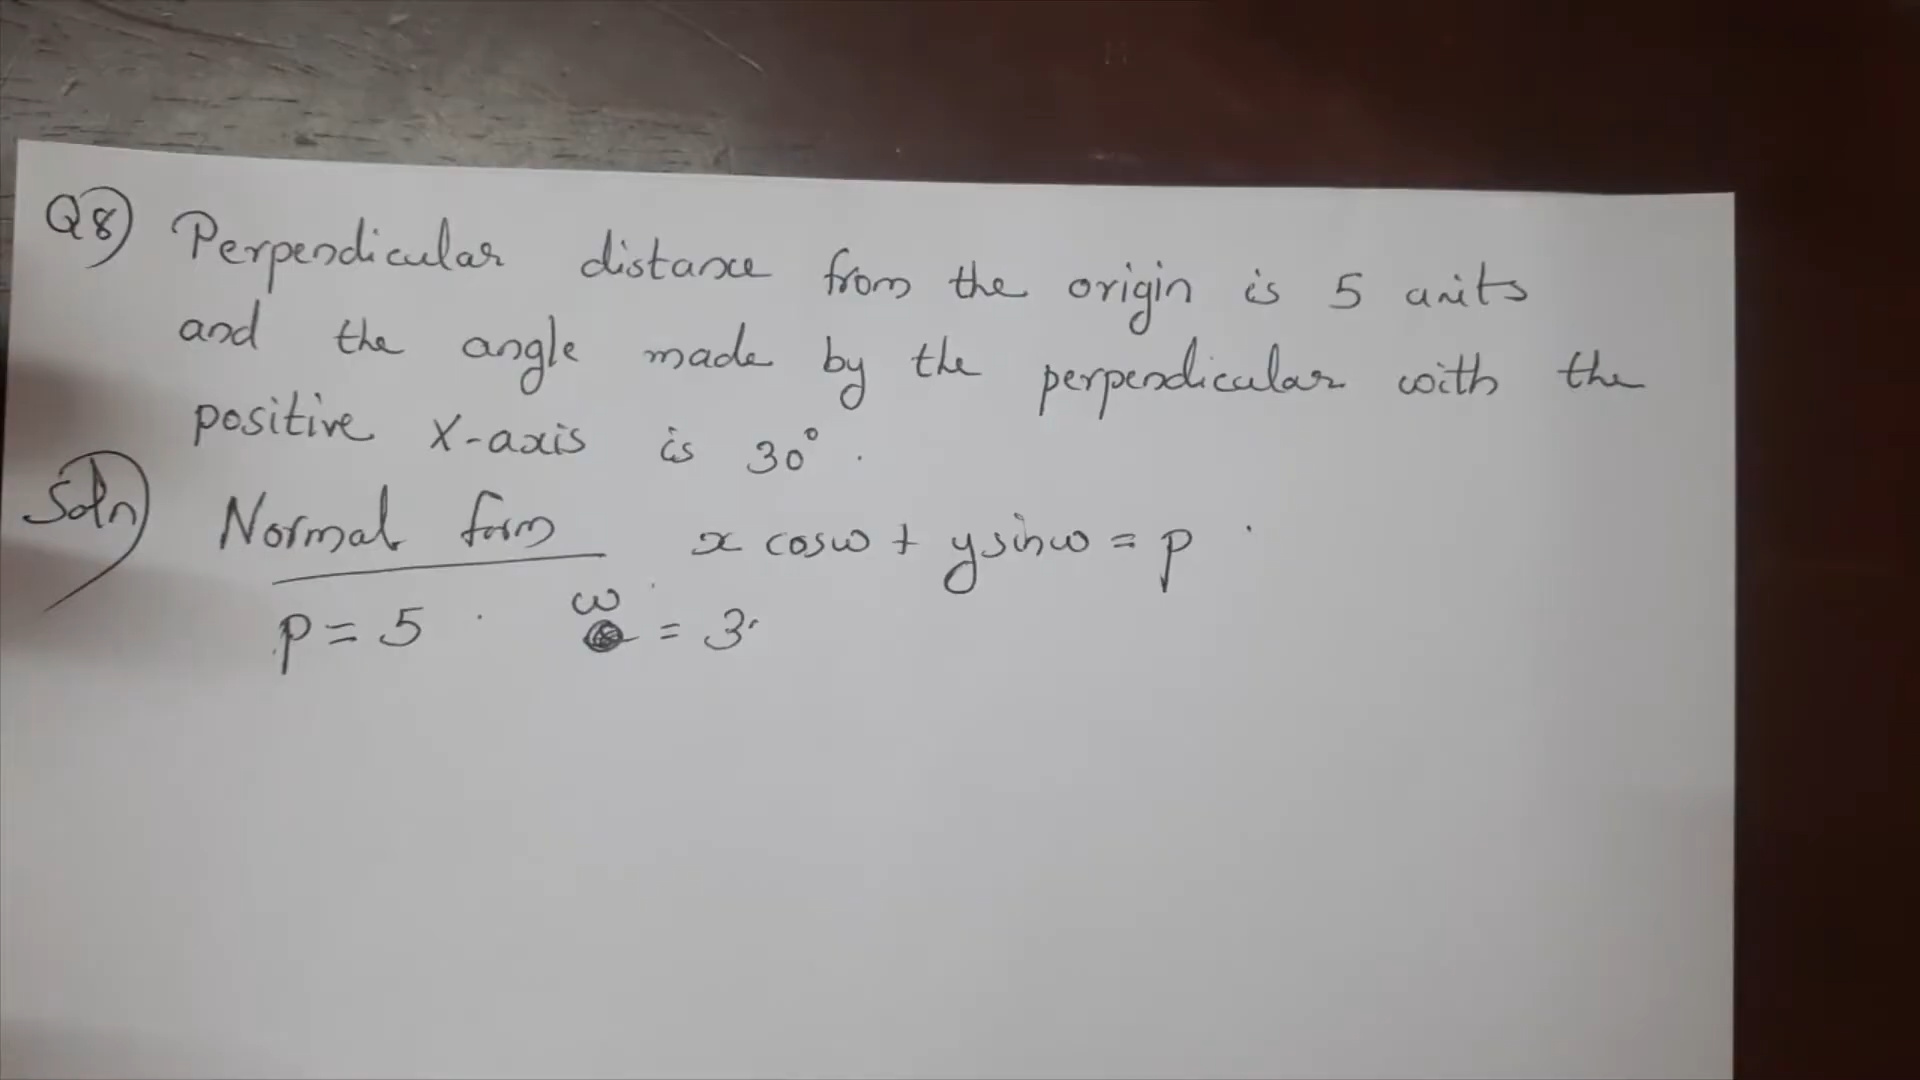 Q8) Perpendicular distance from the origin is 5 units
and the angle made by the perpendicular with the
positive X-axis is 30° .
Soln) Normal form x cosω + y sinω = p .
p = 5 . ω = 3